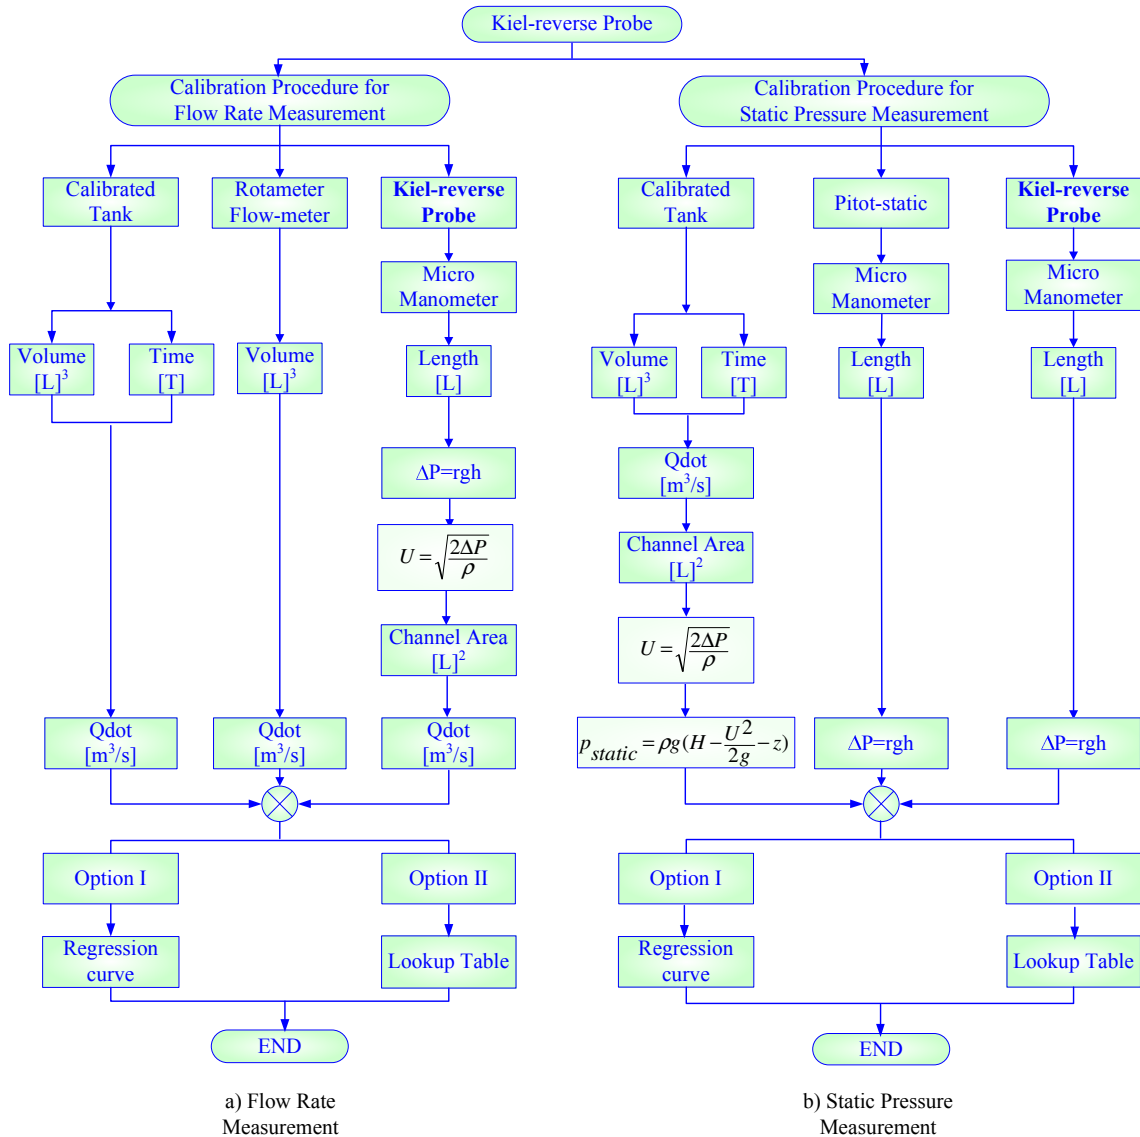 Kiel-reverse Probe
Calibration Procedure for
Flow Rate Measurement
Calibrated
Tank
Rotameter
Flow-meter
Kiel-reverse
Probe
Micro
Manometer
Volume
[L]³
Time
[T]
Volume
[L]³
Length
[L]
ΔP=rgh
U = √(2ΔP/ρ)
Channel Area
[L]²
Qdot
[m³/s]
Qdot
[m³/s]
Qdot
[m³/s]
Option I
Option II
Regression
curve
Lookup Table
END
a) Flow Rate
Measurement
Calibration Procedure for
Static Pressure Measurement
Calibrated
Tank
Pitot-static
Kiel-reverse
Probe
Micro
Manometer
Micro
Manometer
Volume
[L]³
Time
[T]
Length
[L]
Length
[L]
Qdot
[m³/s]
Channel Area
[L]²
U = √(2ΔP/ρ)
p_static = ρg(H − U²/2g − z)
ΔP=rgh
ΔP=rgh
Option I
Option II
Regression
curve
Lookup Table
END
b) Static Pressure
Measurement